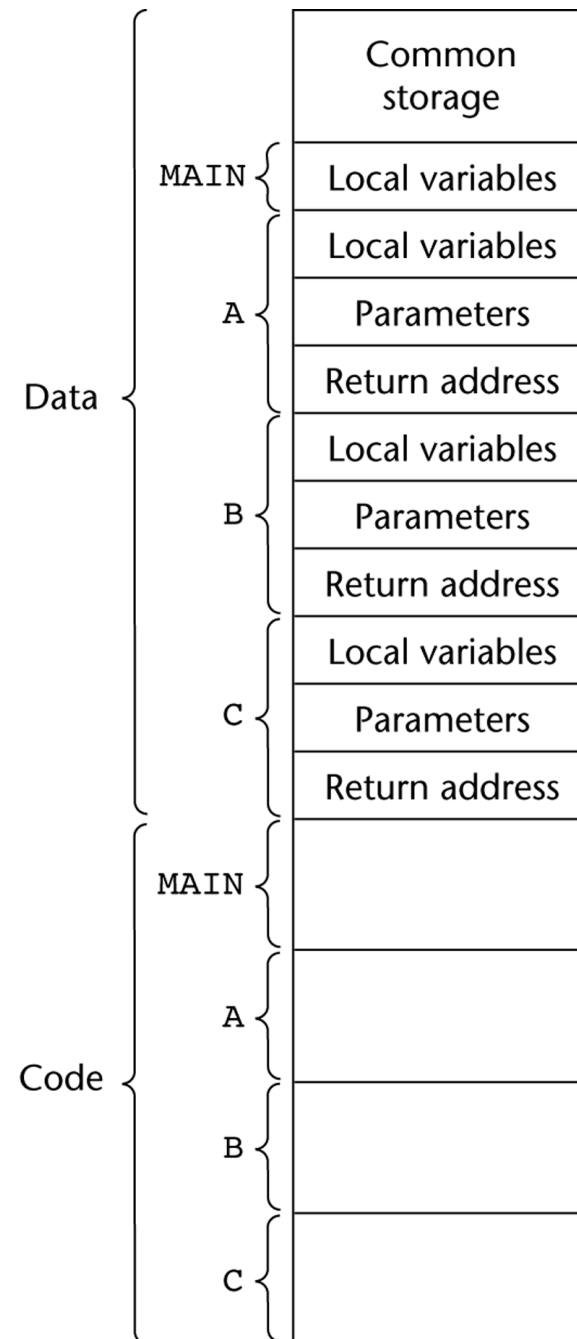 Common
storage
MAIN
Local variables
Local variables
A
Parameters
Return address
Data
Local variables
B
Parameters
Return address
Local variables
C
Parameters
Return address
MAIN
A
Code
B
C